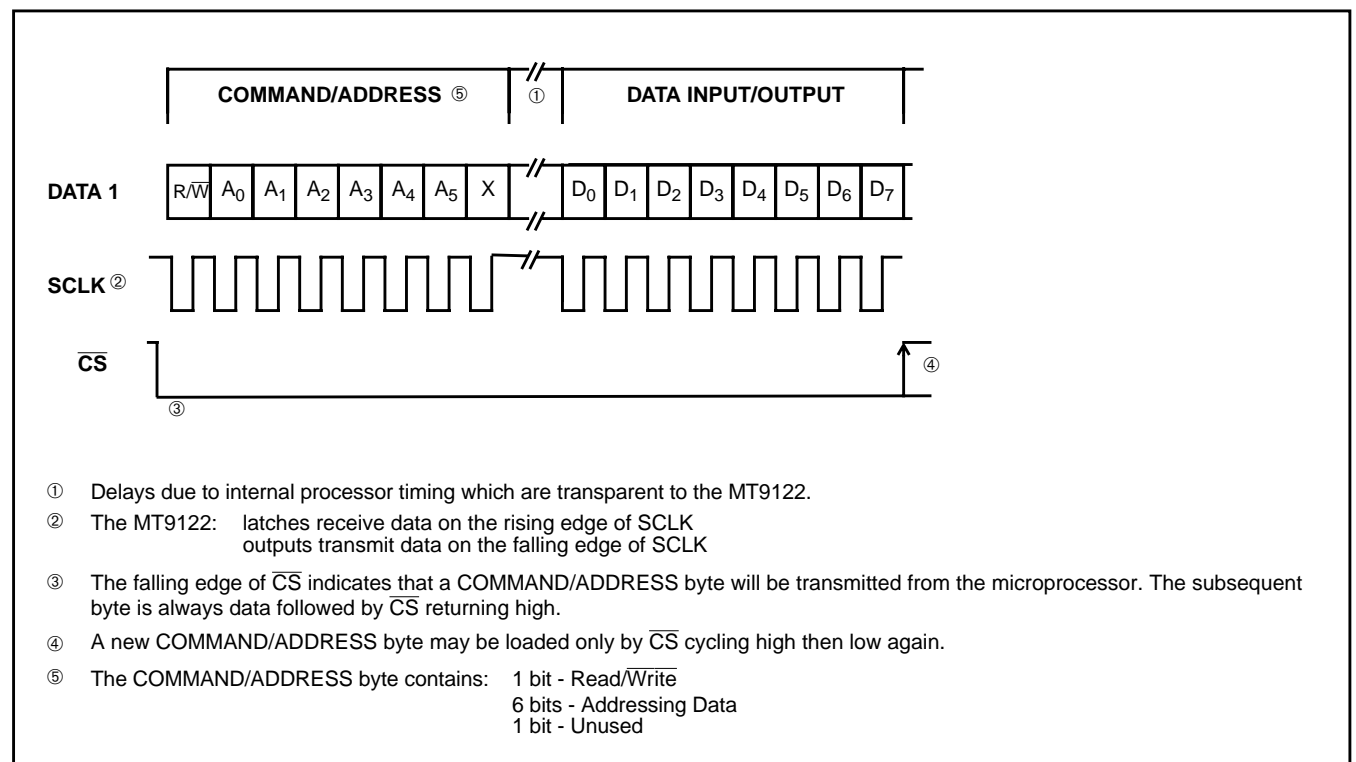 COMMAND/ADDRESS ⑤ ① DATA INPUT/OUTPUT
DATA 1 R/W̅ A₀ A₁ A₂ A₃ A₄ A₅ X D₀ D₁ D₂ D₃ D₄ D₅ D₆ D₇
SCLK ②
C̅S̅ ④
③
① Delays due to internal processor timing which are transparent to the MT9122.
② The MT9122: latches receive data on the rising edge of SCLK
outputs transmit data on the falling edge of SCLK
③ The falling edge of C̅S̅ indicates that a COMMAND/ADDRESS byte will be transmitted from the microprocessor. The subsequent
byte is always data followed by C̅S̅ returning high.
④ A new COMMAND/ADDRESS byte may be loaded only by C̅S̅ cycling high then low again.
⑤ The COMMAND/ADDRESS byte contains: 1 bit - Read/W̅r̅i̅t̅e̅
6 bits - Addressing Data
1 bit - Unused